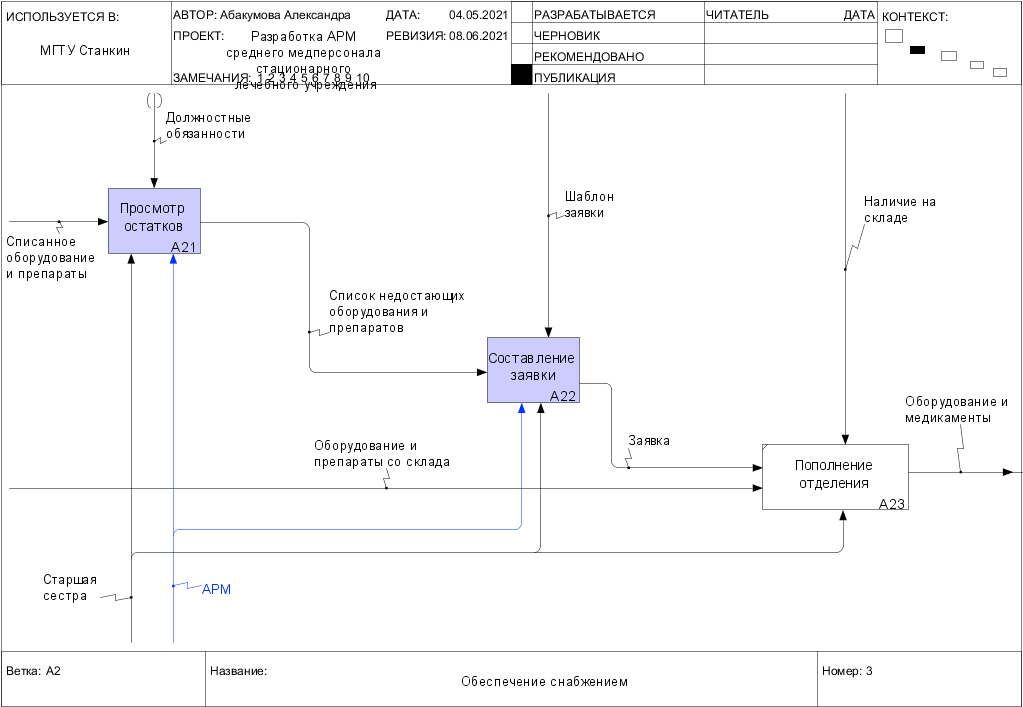 ИСПОЛЬЗУЕТСЯ В:
МГТУ Станкин
АВТОР: Абакумова Александра
ДАТА: 04.05.2021
ПРОЕКТ: Разработка АРМ
среднего медперсонала
стационарного
лечебного учреждения
РЕВИЗИЯ: 08.06.2021
ЗАМЕЧАНИЯ: 1 2 3 4 5 6 7 8 9 10
РАЗРАБАТЫВАЕТСЯ
ЧЕРНОВИК
РЕКОМЕНДОВАНО
ПУБЛИКАЦИЯ
ЧИТАТЕЛЬ ДАТА
КОНТЕКСТ:
Должностные
обязанности
Просмотр
остатков
A21
Списанное
оборудование
и препараты
Шаблон
заявки
Наличие на
складе
Список недостающих
оборудования и
препаратов
Составление
заявки
A22
Оборудование и
медикаменты
Заявка
Оборудование и
препараты со склада
Пополнение
отделения
A23
Старшая
сестра
АРМ
Ветка: A2
Название:
Обеспечение снабжением
Номер: 3